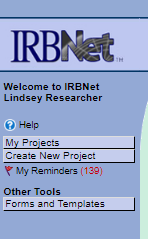 IRBNet™
Welcome to IRBNet
Lindsey Researcher
? Help
My Projects
Create New Project
My Reminders (139)
Other Tools
Forms and Templates